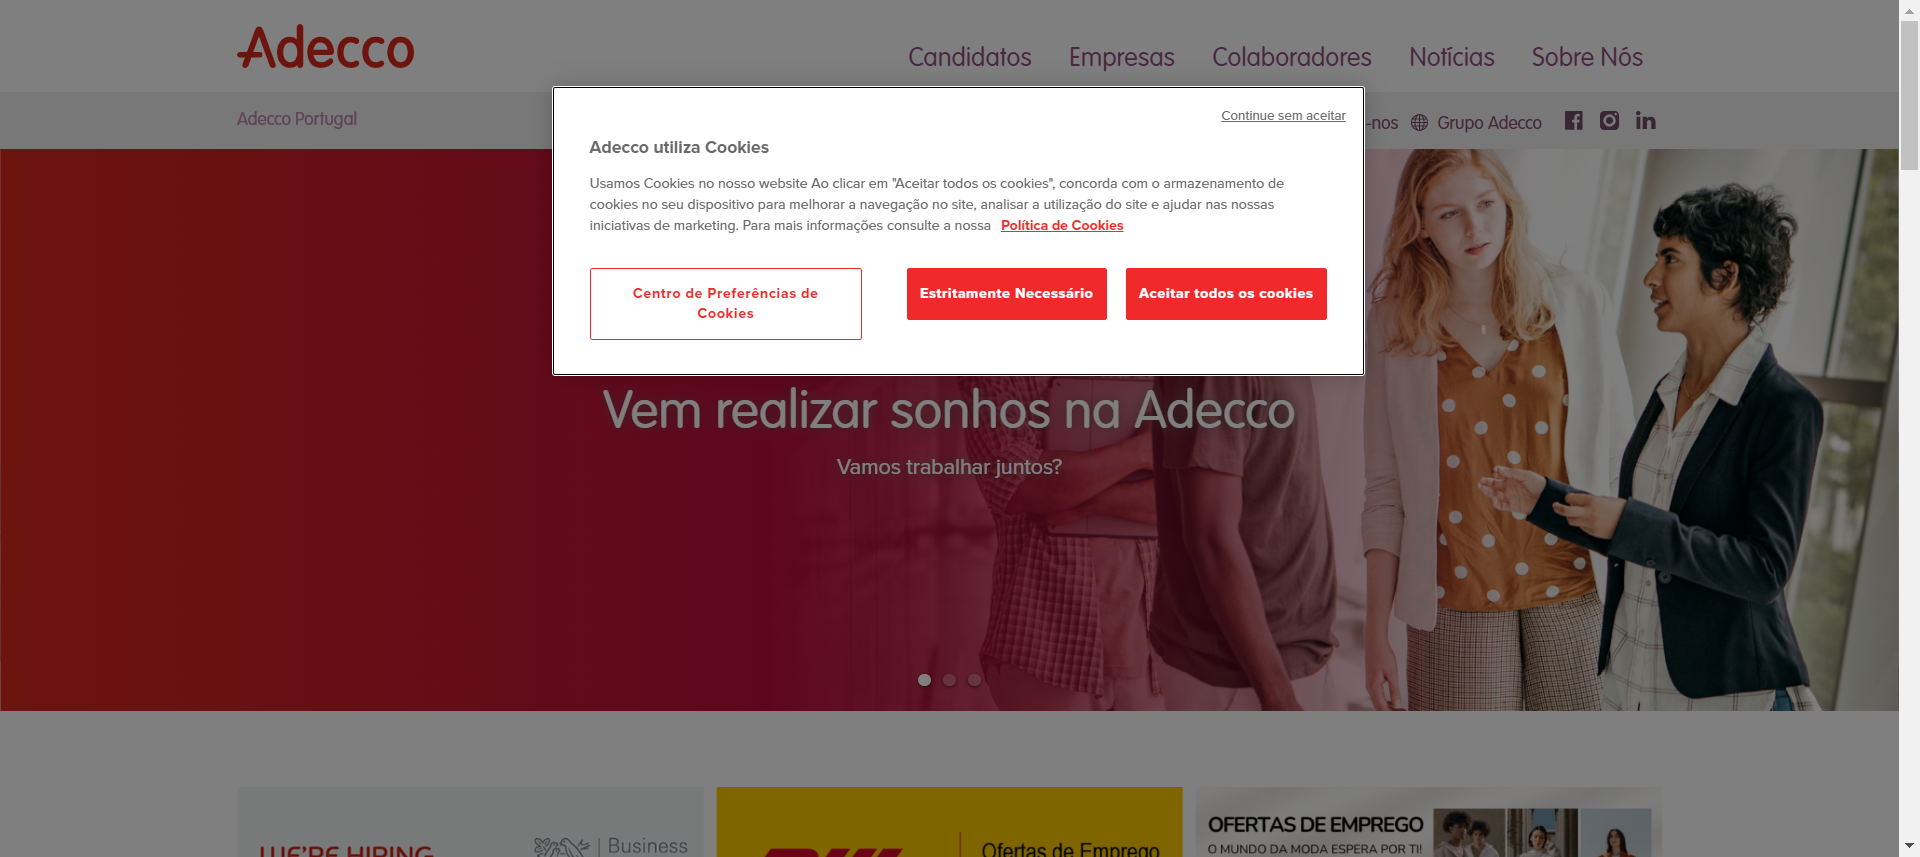 Adecco
Candidatos
Empresas
Colaboradores
Notícias
Sobre Nós
Adecco Portugal
-nos
Grupo Adecco
Continue sem aceitar
Adecco utiliza Cookies
Usamos Cookies no nosso website Ao clicar em "Aceitar todos os cookies", concorda com o armazenamento de
cookies no seu dispositivo para melhorar a navegação no site, analisar a utilização do site e ajudar nas nossas
iniciativas de marketing. Para mais informações consulte a nossa Política de Cookies
Centro de Preferências de
Cookies
Estritamente Necessário
Aceitar todos os cookies
Vem realizar sonhos na Adecco
Vamos trabalhar juntos?
WE'RE HIRING
Business
Ofertas de Emprego
OFERTAS DE EMPREGO
O MUNDO DA MODA ESPERA POR TI!